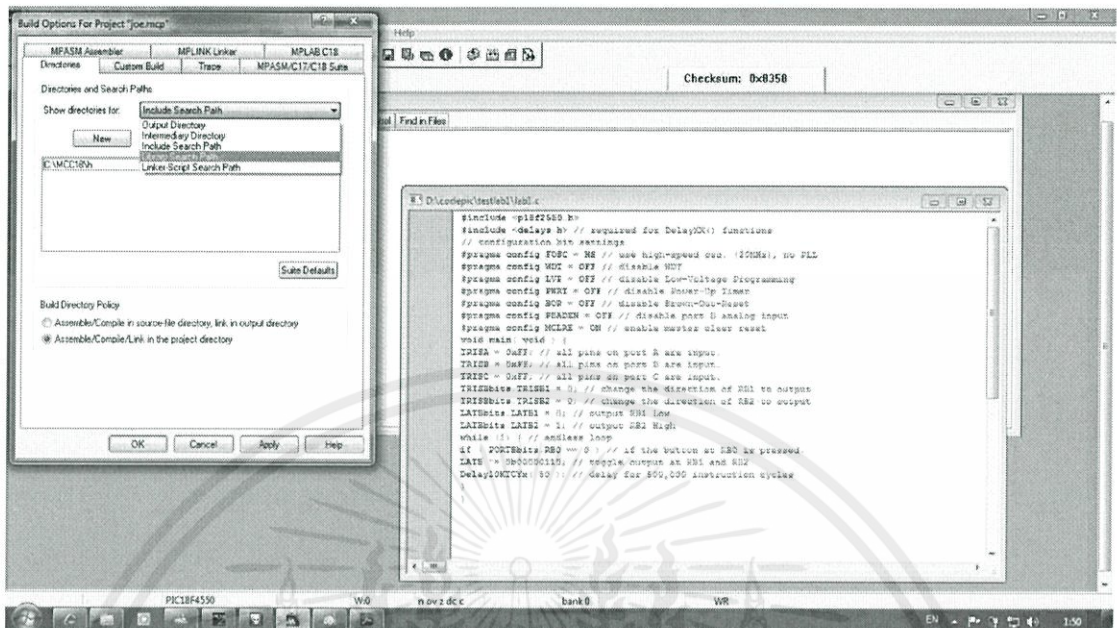 Build Options For Project "joe.mcp"
MPASM Assembler
MPLINK Linker
MPLAB C18
Directories
Custom Build
Trace
MPASM/C17/C18 Suite
Directories and Search Paths
Show directories for:
Include Search Path
New
Output Directory
Intermediary Directory
Include Search Path
Library Search Path
Linker-Script Search Path
C:\MCC18\h
Suite Defaults
Build Directory Policy
Assemble/Compile in source-file directory, link in output directory
Assemble/Compile/Link in the project directory
OK
Cancel
Apply
Help
Help
Checksum: 0x8358
Find in Files
D:\codepic\test\lab1\lab1.c
#include <p18f2550.h>
#include <delays.h> // required for DelayXX() functions
// configuration bit settings
#pragma config FOSC = HS // use high-speed osc. (20MHz), no PLL
#pragma config WDT = OFF // disable WDT
#pragma config LVP = OFF // disable Low-Voltage Programming
#pragma config PWRT = OFF // disable Power-Up Timer
#pragma config BOR = OFF // disable Brown-Out-Reset
#pragma config PBADEN = OFF // disable port B analog input
#pragma config MCLRE = ON // enable master clear reset
void main( void ) {
TRISA = 0xFF; // all pins on port A are input.
TRISB = 0xFF; // all pins on port B are input.
TRISC = 0xFF; // all pins on port C are input.
TRISBbits.TRISB1 = 0; // change the direction of RB1 to output
TRISBbits.TRISB2 = 0; // change the direction of RB2 to output
LATBbits.LATB1 = 0; // output RB1 Low
LATBbits.LATB2 = 1; // output RB2 High
while (1) { // endless loop
if ( PORTBbits.RB0 == 0 ) // if the button at RB0 is pressed
LATB ^= 0b00000110; // toggle output at RB1 and RB2
Delay10KTCYx( 50 ); // delay for 500,000 instruction cycles
}
}
PIC18F4550
W:0
n ov z dc c
bank 0
WR
EN
1:50